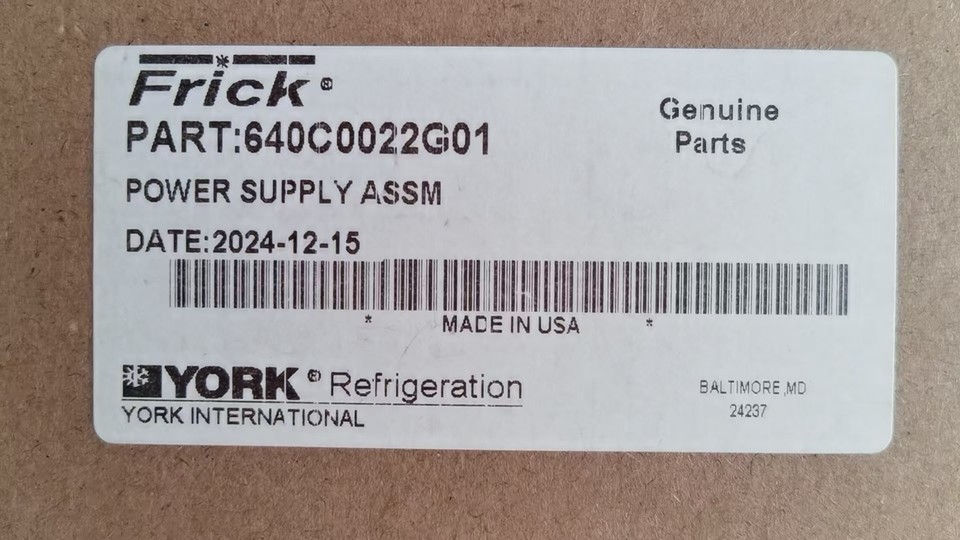 Frick®
Genuine
Parts
PART:640C0022G01
POWER SUPPLY ASSM
DATE:2024-12-15
* MADE IN USA *
YORK® Refrigeration
YORK INTERNATIONAL
BALTIMORE,MD
24237